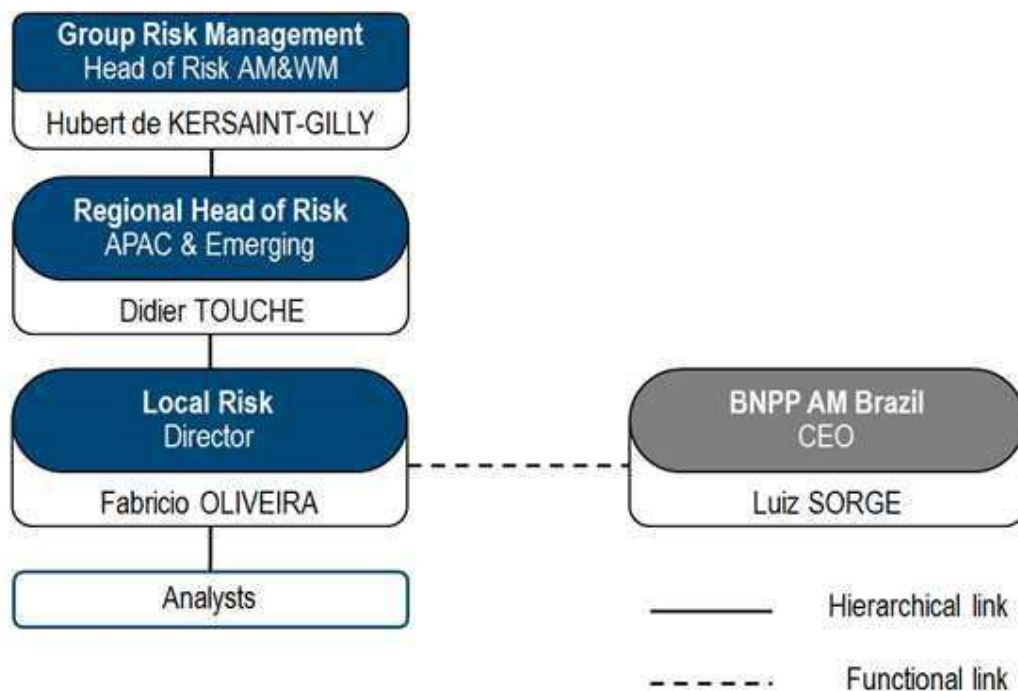 Group Risk Management
Head of Risk AM&WM
Hubert de KERSAINT-GILLY
Regional Head of Risk
APAC & Emerging
Didier TOUCHE
Local Risk
Director
Fabricio OLIVEIRA
BNPP AM Brazil
CEO
Luiz SORGE
Analysts
Hierarchical link
Functional link